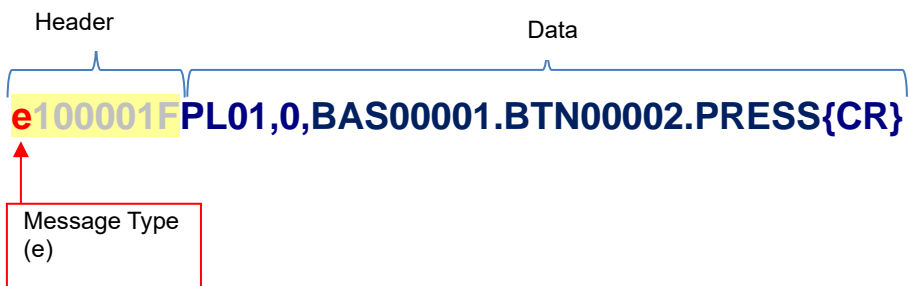 Header
Data
e100001FPL01,0,BAS00001.BTN00002.PRESS{CR}
Message Type
(e)